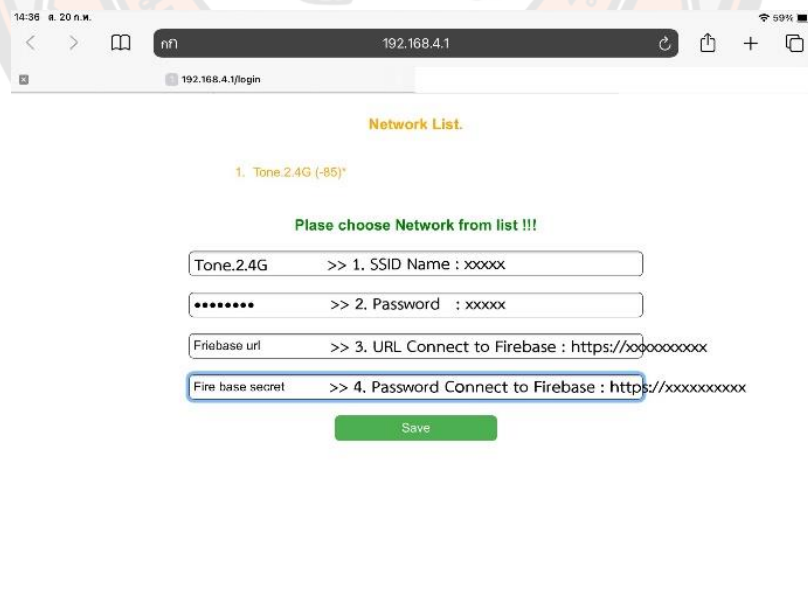 14:36 ส. 20 ก.พ. 59%
กกี 192.168.4.1
192.168.4.1/login
Network List.
1. Tone.2.4G (-85)*
Plase choose Network from list !!!
Tone.2.4G >> 1. SSID Name : xxxxx
•••••••• >> 2. Password : xxxxx
Friebase url >> 3. URL Connect to Firebase : https://xxxxxxxxxx
Fire base secret >> 4. Password Connect to Firebase : https://xxxxxxxxxx
Save